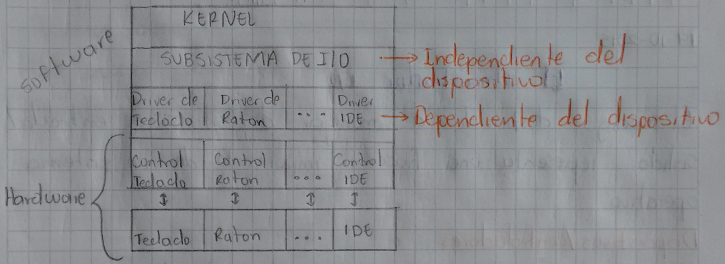 KERNEL
Software
SUBSISTEMA DE I/O → Independiente del
dispositivo
Driver de Driver de Driver
Teclado Raton ... IDE → Dependiente del dispositivo
Control Control Control
Teclado Raton ... IDE
Hardware
Teclado Raton ... IDE